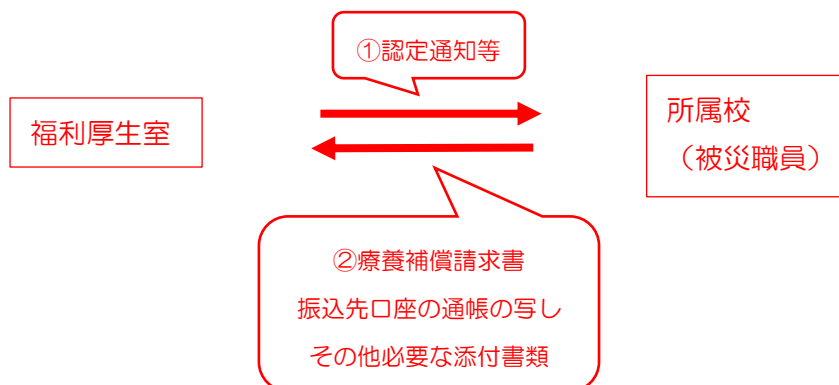 ①認定通知等
福利厚生室
所属校
（被災職員）
②療養補償請求書
振込先口座の通帳の写し
その他必要な添付書類